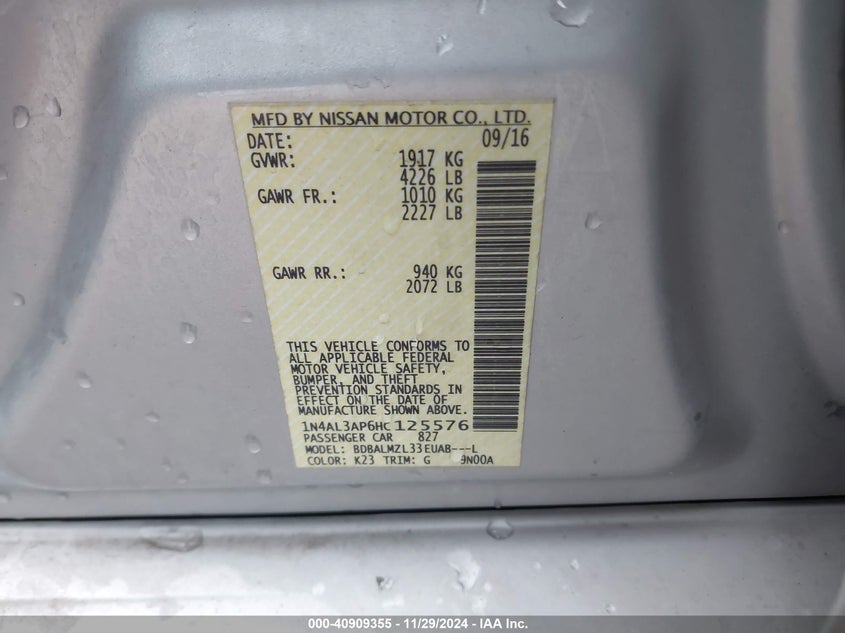 MFD BY NISSAN MOTOR CO., LTD.
DATE: 09/16
GVWR: 1917 KG
4226 LB
GAWR FR.: 1010 KG
2227 LB
GAWR RR.: 940 KG
2072 LB
THIS VEHICLE CONFORMS TO
ALL APPLICABLE FEDERAL
MOTOR VEHICLE SAFETY,
BUMPER, AND THEFT
PREVENTION STANDARDS IN
EFFECT ON THE DATE OF
MANUFACTURE SHOWN ABOVE.
1N4AL3AP6HC125576
PASSENGER CAR 827
MODEL: BDBALMZL33EUAB---L
COLOR: K23 TRIM: G 9N00A
000-40909355 - 11/29/2024 - IAA Inc.